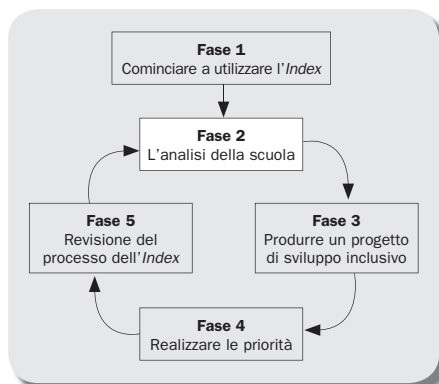 Fase 1
Cominciare a utilizzare l'Index
Fase 2
L'analisi della scuola
Fase 5
Revisione del
processo dell'Index
Fase 3
Produrre un progetto
di sviluppo inclusivo
Fase 4
Realizzare le priorità